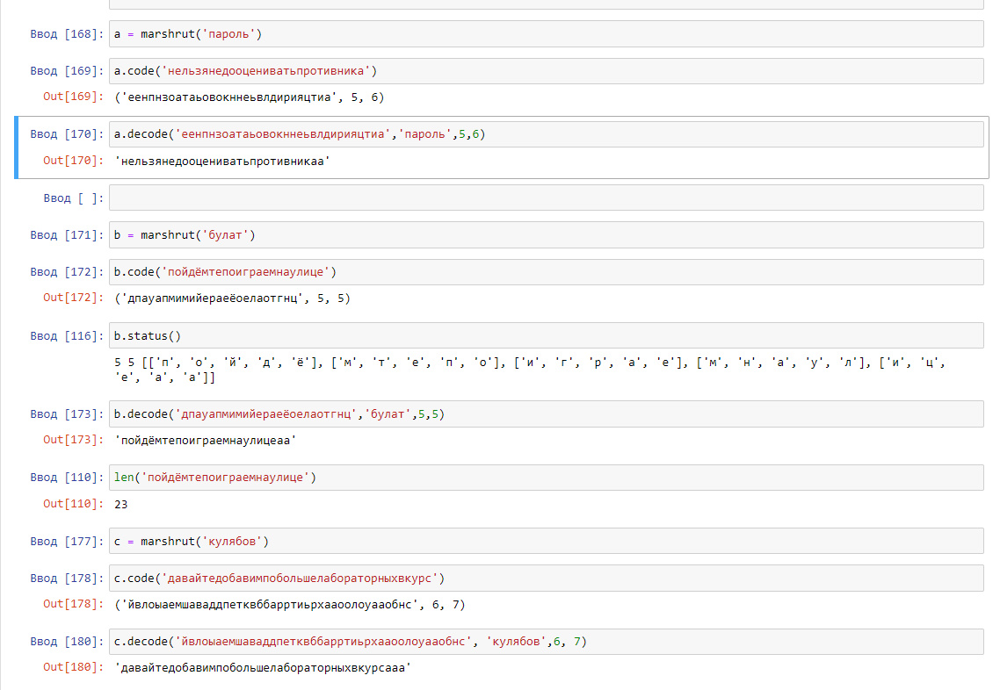 Ввод [168]: a = marshrut('пароль')
Ввод [169]: a.code('нельзянедооцениватьпротивника')
Out[169]: ('еенпнзоатаьовокннеьвлдирияцтиа', 5, 6)
Ввод [170]: a.decode('еенпнзоатаьовокннеьвлдирияцтиа','пароль',5,6)
Out[170]: 'нельзянедооцениватьпротивникаа'
Ввод [ ]:
Ввод [171]: b = marshrut('булат')
Ввод [172]: b.code('пойдёмтепоиграемнаулице')
Out[172]: ('дпауапмимийераеёоелаотгнц', 5, 5)
Ввод [116]: b.status()
5 5 [['п', 'о', 'й', 'д', 'ё'], ['м', 'т', 'е', 'п', 'о'], ['и', 'г', 'р', 'а', 'е'], ['м', 'н', 'а', 'у', 'л'], ['и', 'ц',
'е', 'а', 'а']]
Ввод [173]: b.decode('дпауапмимийераеёоелаотгнц','булат',5,5)
Out[173]: 'пойдёмтепоиграемнаулицеаа'
Ввод [110]: len('пойдёмтепоиграемнаулице')
Out[110]: 23
Ввод [177]: c = marshrut('кулябов')
Ввод [178]: c.code('давайтедобавимпобольшелабораторныхвкурс')
Out[178]: ('йвлоыаемшаваддпетквббарртиьрхааоолоуааобнс', 6, 7)
Ввод [180]: c.decode('йвлоыаемшаваддпетквббарртиьрхааоолоуааобнс', 'кулябов',6, 7)
Out[180]: 'давайтедобавимпобольшелабораторныхвкурсааа'